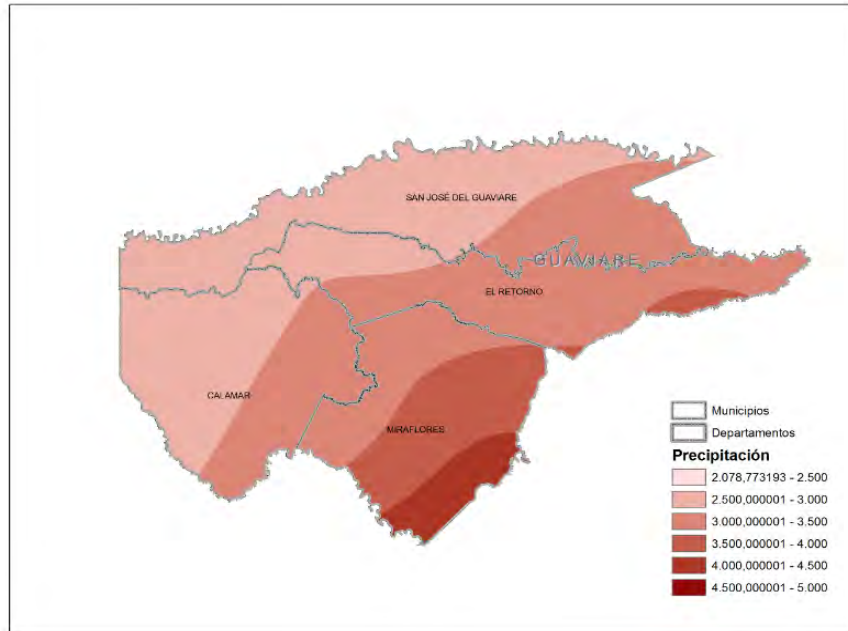 SAN JOSÉ DEL GUAVIARE
GUAVIARE
EL RETORNO
CALAMAR
MIRAFLORES
Municipios
Departamentos
Precipitación
2.078,773193 - 2.500
2.500,000001 - 3.000
3.000,000001 - 3.500
3.500,000001 - 4.000
4.000,000001 - 4.500
4.500,000001 - 5.000